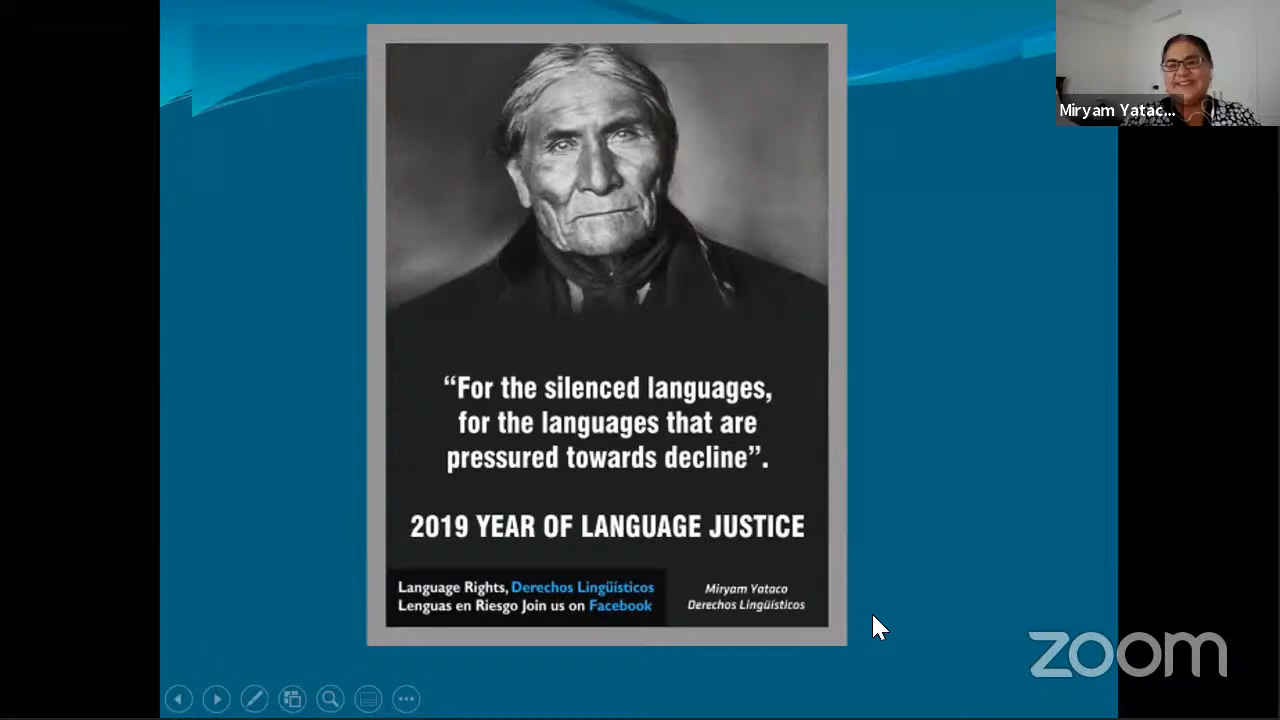 Miryam Yatac...
“For the silenced languages,
for the languages that are
pressured towards decline”.
2019 YEAR OF LANGUAGE JUSTICE
Language Rights, Derechos Lingüísticos
Lenguas en Riesgo Join us on Facebook
Miryam Yataco
Derechos Lingüísticos
zoom